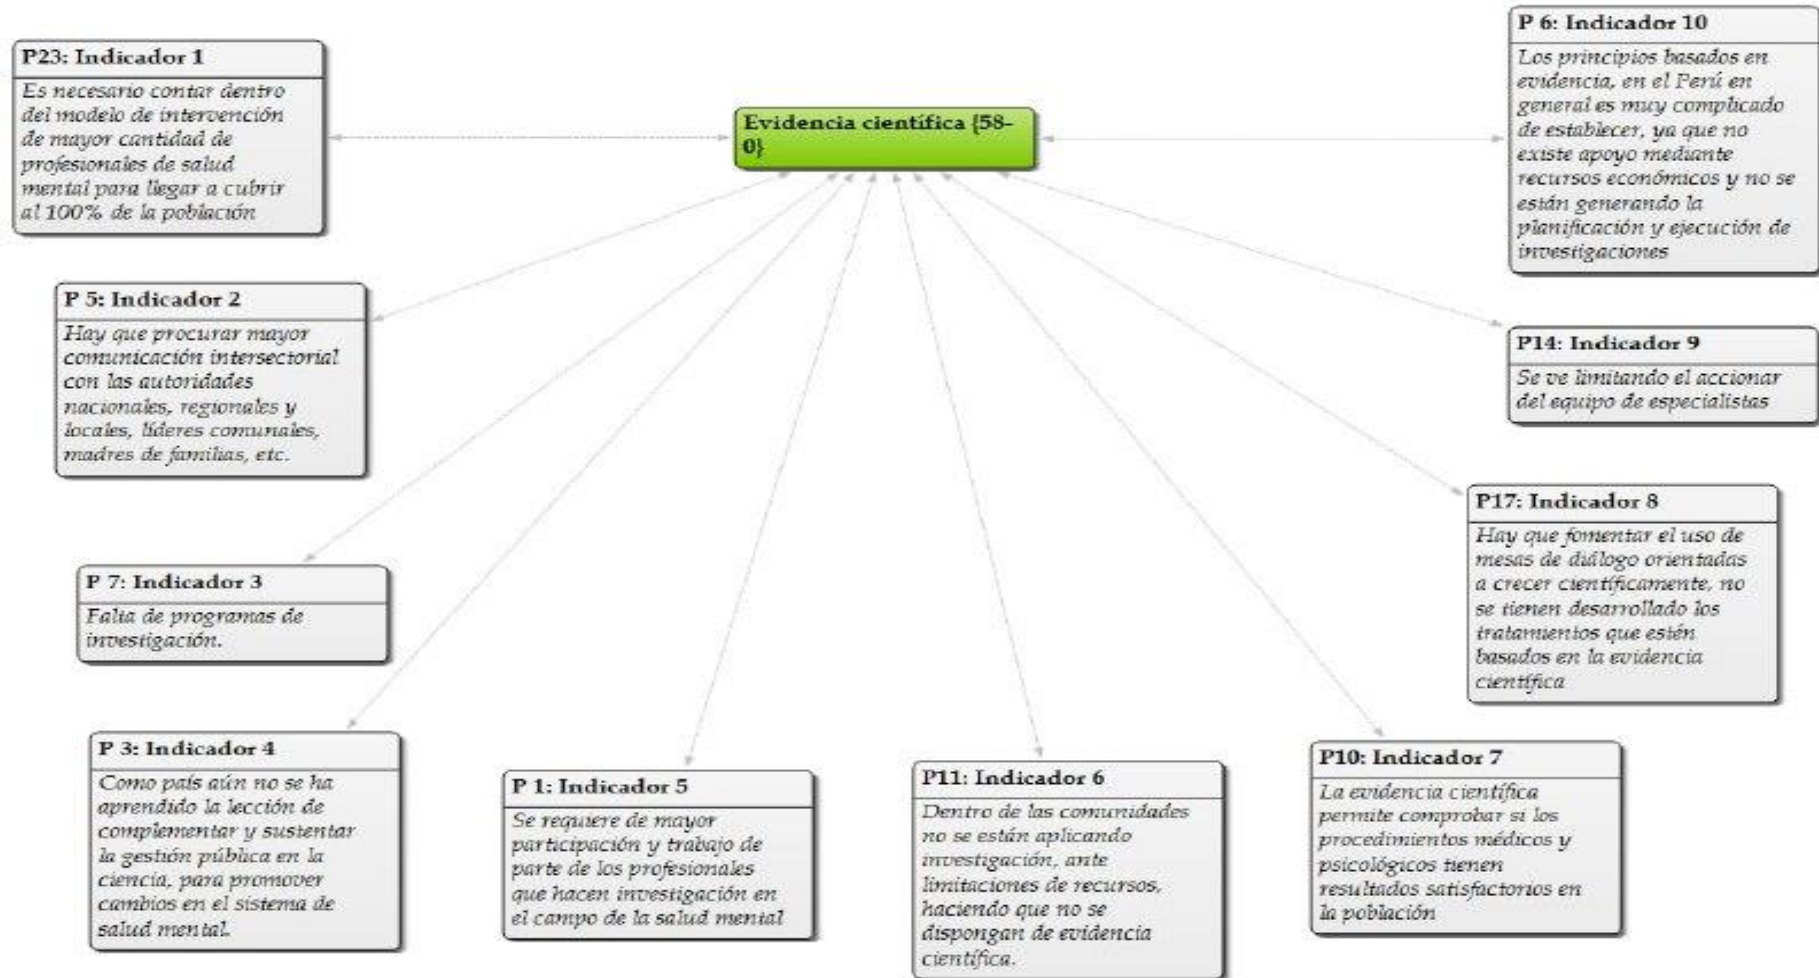 P23: Indicador 1
Es necesario contar dentro
del modelo de intervención
de mayor cantidad de
profesionales de salud
mental para llegar a cubrir
al 100% de la población
Evidencia científica {58-
0}
P 6: Indicador 10
Los principios basados en
evidencia, en el Perú en
general es muy complicado
de establecer, ya que no
existe apoyo mediante
recursos económicos y no se
están generando la
planificación y ejecución de
investigaciones
P 5: Indicador 2
Hay que procurar mayor
comunicación intersectorial
con las autoridades
nacionales, regionales y
locales, líderes comunales,
madres de familias, etc.
P14: Indicador 9
Se ve limitando el accionar
del equipo de especialistas
P 7: Indicador 3
Falta de programas de
investigación.
P17: Indicador 8
Hay que fomentar el uso de
mesas de diálogo orientadas
a crecer científicamente, no
se tienen desarrollado los
tratamientos que estén
basados en la evidencia
científica
P 3: Indicador 4
Como país aún no se ha
aprendido la lección de
complementar y sustentar
la gestión pública en la
ciencia, para promover
cambios en el sistema de
salud mental.
P 1: Indicador 5
Se requiere de mayor
participación y trabajo de
parte de los profesionales
que hacen investigación en
el campo de la salud mental
P11: Indicador 6
Dentro de las comunidades
no se están aplicando
investigación, ante
limitaciones de recursos,
haciendo que no se
dispongan de evidencia
científica.
P10: Indicador 7
La evidencia científica
permite comprobar si los
procedimientos médicos y
psicológicos tienen
resultados satisfactorios en
la población